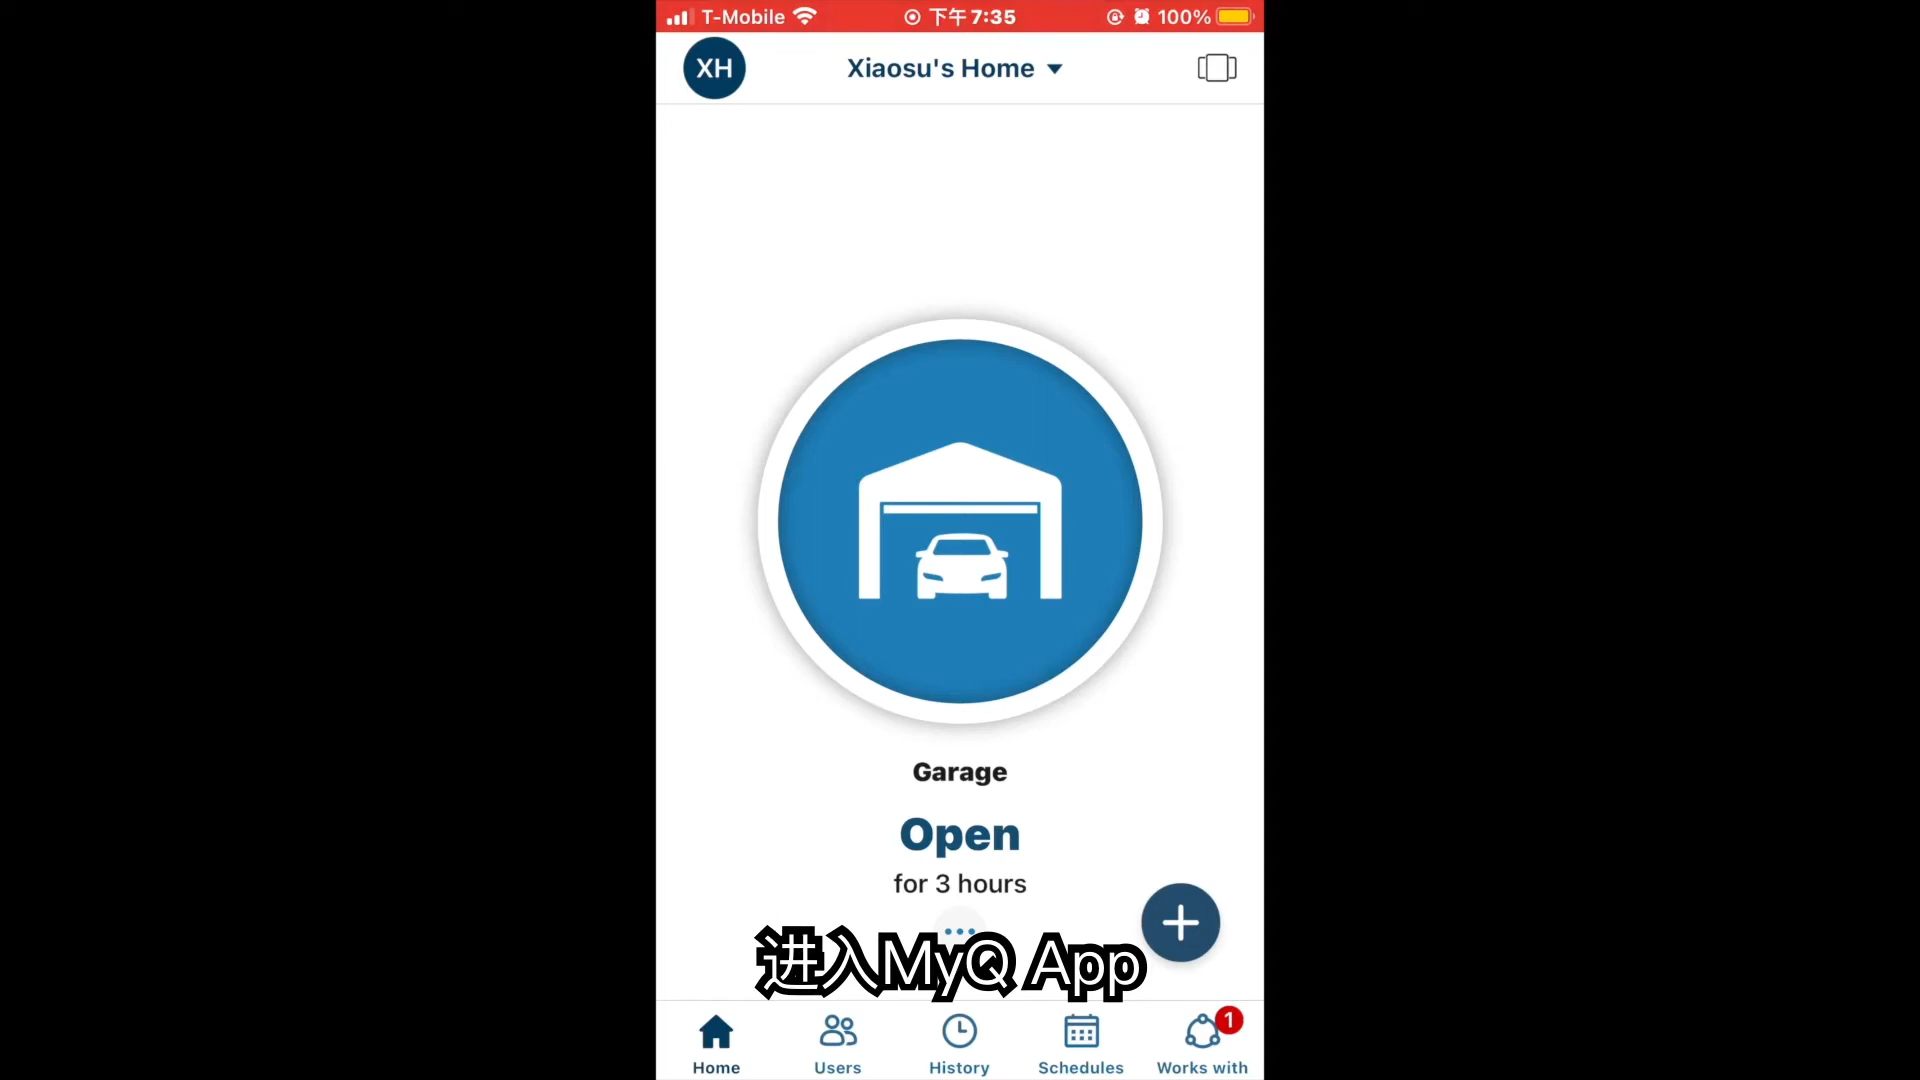 T-Mobile 下午7:35 100%
XH Xiaosu's Home
Garage
Open
for 3 hours
进入MyQ App
1
Home Users History Schedules Works with